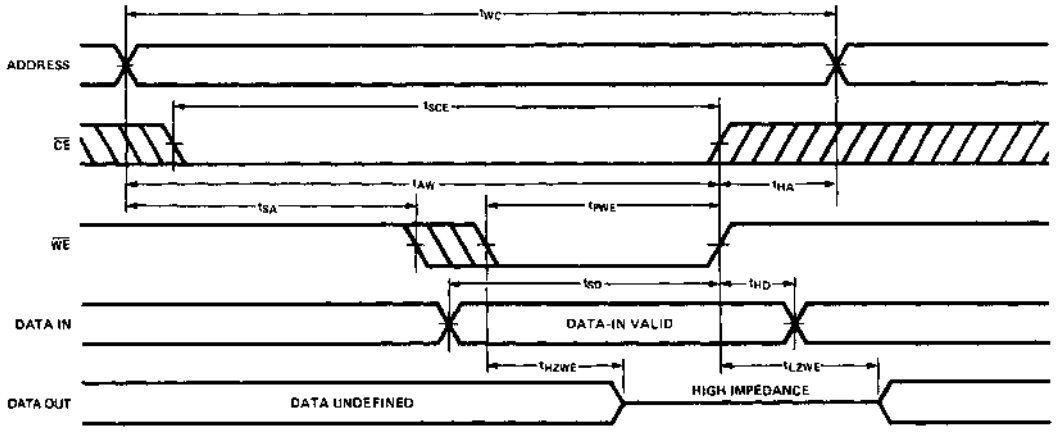 tWC
ADDRESS
tSCE
CE
tAW
tHA
tSA
tPWE
WE
tSD
tHD
DATA IN
DATA-IN VALID
tHZWE
tLZWE
DATA OUT
DATA UNDEFINED
HIGH IMPEDANCE